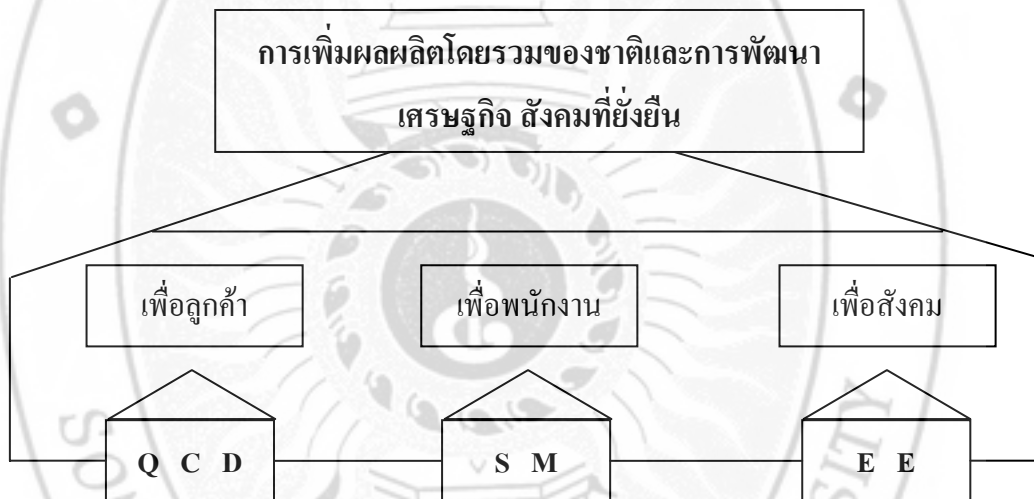 การเพิ่มผลผลิตโดยรวมของชาติและการพัฒนา
เศรษฐกิจ สังคมที่ยั่งยืน
เพื่อลูกค้า เพื่อพนักงาน เพื่อสังคม
Q C D S M E E